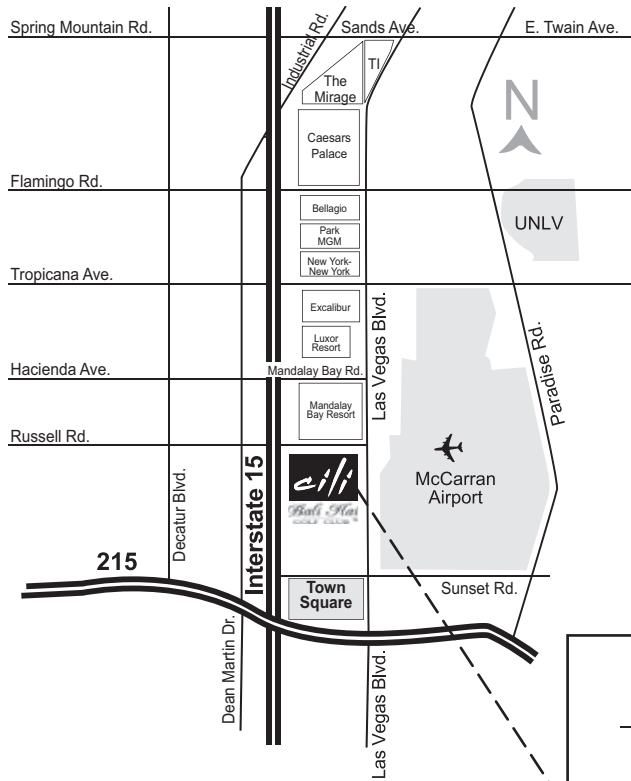 Spring Mountain Rd.
Industrial Rd.
Sands Ave.
E. Twain Ave.
TI
The
Mirage
N
Caesars
Palace
Flamingo Rd.
Bellagio
UNLV
Park
MGM
New York-
New York
Tropicana Ave.
Excalibur
Las Vegas Blvd.
Luxor
Resort
Paradise Rd.
Hacienda Ave.
Mandalay Bay Rd.
Mandalay
Bay Resort
Russell Rd.
Decatur Blvd.
Interstate 15
cili
Bali Hai
GOLF CLUB
McCarran
Airport
215
Town
Square
Sunset Rd.
Dean Martin Dr.
Las Vegas Blvd.